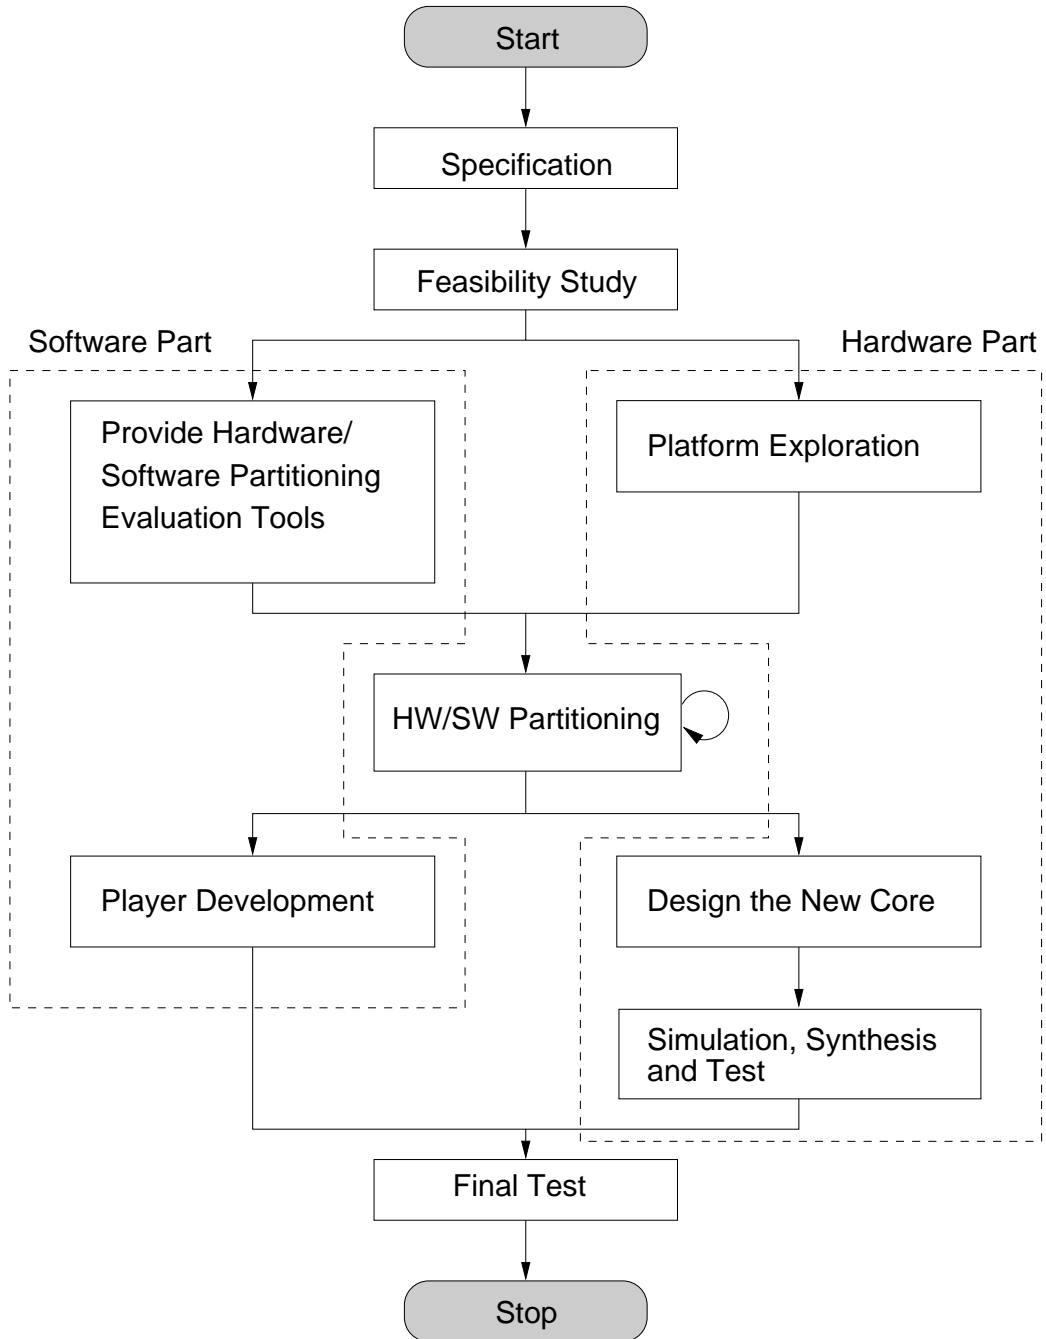 Start
Specification
Feasibility Study
Software Part
Hardware Part
Provide Hardware/
Software Partitioning
Evaluation Tools
Platform Exploration
HW/SW Partitioning
Player Development
Design the New Core
Simulation, Synthesis
and Test
Final Test
Stop